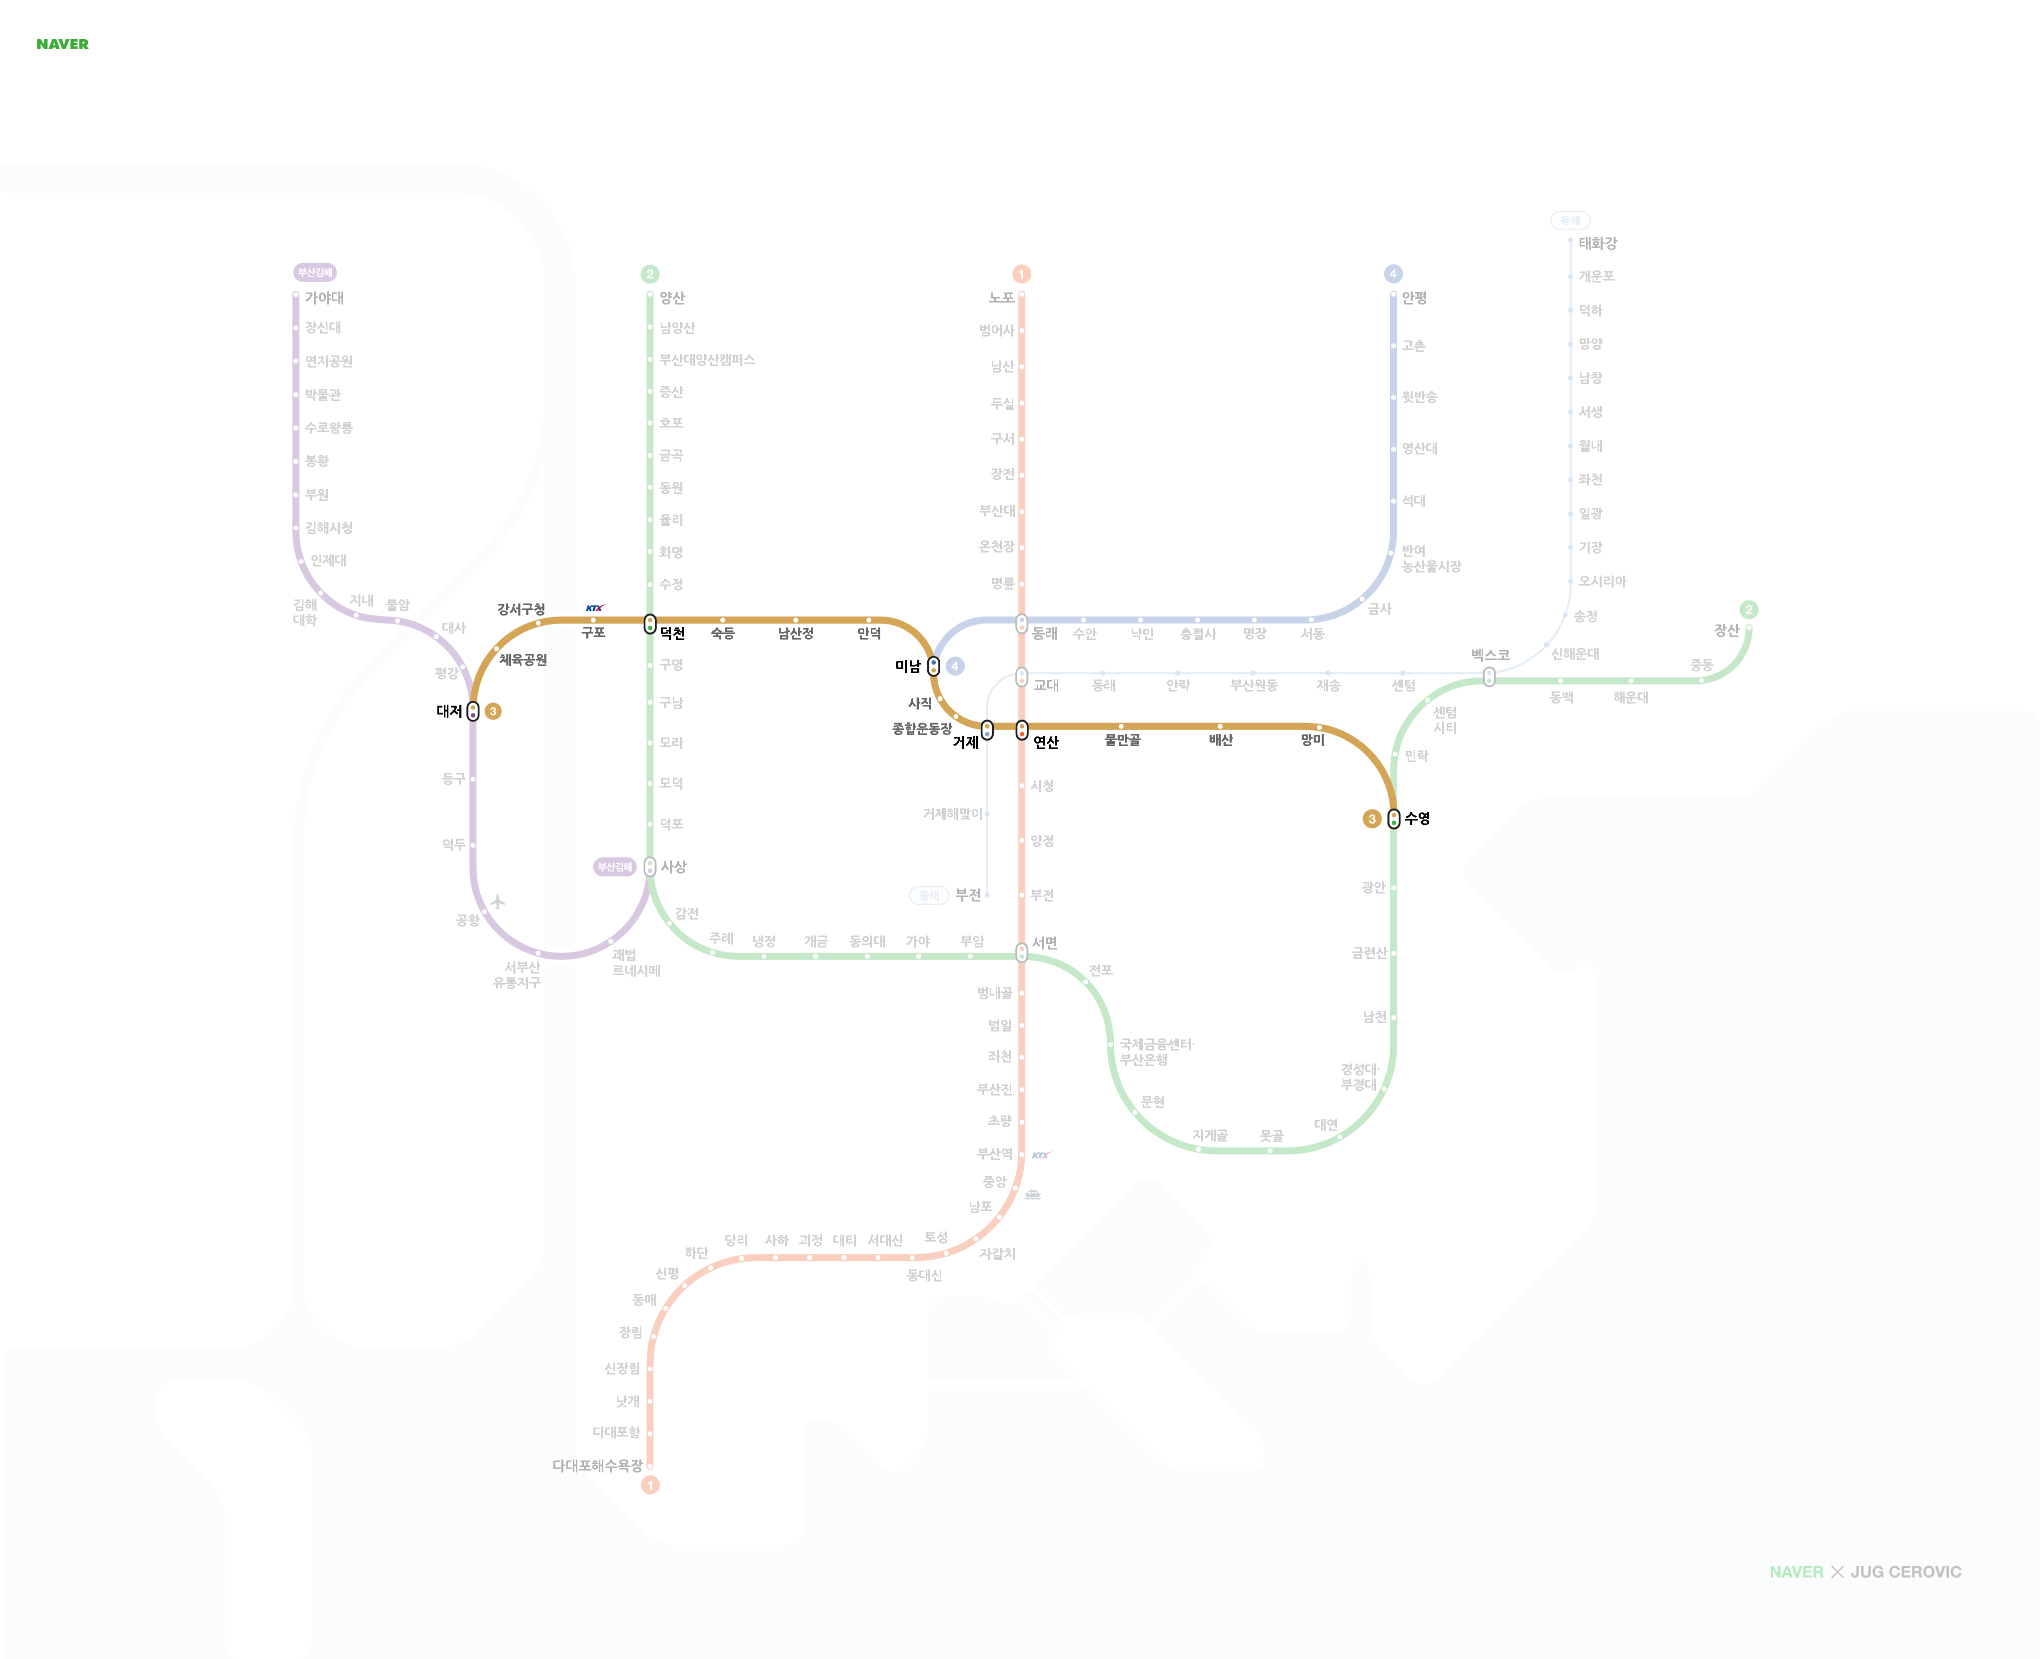 NAVER
동해
태화강
개운포
덕하
망양
남창
서생
월내
좌천
일광
기장
오시리아
송정
신해운대
벡스코
센텀
재송
부산원동
안락
동래
교대
거제
거제해맞이
동해
부전
부산김해
가야대
장신대
연지공원
박물관
수로왕릉
봉황
부원
김해시청
인제대
김해
대학
지내
불암
대사
평강
대저
3
등구
덕두
공항
서부산
유통지구
괘법
르네시떼
부산김해
사상
2
양산
남양산
부산대양산캠퍼스
증산
호포
금곡
동원
율리
화명
수정
덕천
구명
구남
모라
모덕
덕포
감전
주례
냉정
개금
동의대
가야
부암
서면
전포
국제금융센터·
부산은행
문현
지게골
못골
대연
경성대·
부경대
남천
금련산
광안
수영
3
민락
센텀
시티
동백
해운대
중동
장산
2
1
노포
범어사
남산
두실
구서
장전
부산대
온천장
명륜
동래
연산
시청
양정
부전
범내골
범일
좌천
부산진
초량
부산역
KTX
중앙
남포
자갈치
토성
동대신
서대신
대티
괴정
사하
당리
하단
신평
동매
장림
신장림
낫개
다대포항
다대포해수욕장
1
4
안평
고촌
윗반송
영산대
석대
반여
농산물시장
금사
서동
명장
충렬사
낙민
수안
미남
4
체육공원
강서구청
KTX
구포
숙등
남산정
만덕
사직
종합운동장
물만골
배산
망미
NAVER × JUG CEROVIC